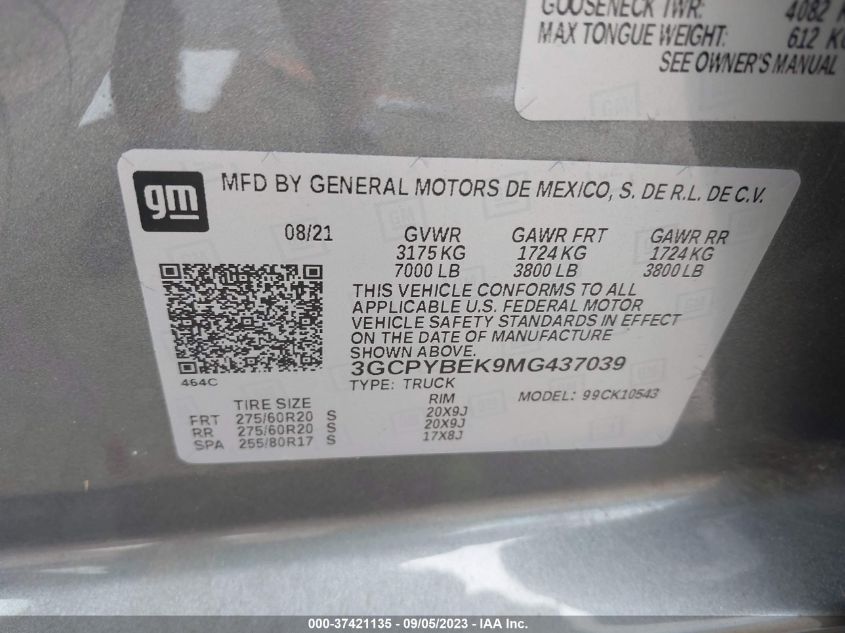 GOOSENECK TWR: 4082 K
MAX TONGUE WEIGHT: 612 KG
SEE OWNER'S MANUAL
gm
MFD BY GENERAL MOTORS DE MEXICO, S. DE R.L. DE C.V.
08/21 GVWR GAWR FRT GAWR RR
3175 KG 1724 KG 1724 KG
7000 LB 3800 LB 3800 LB
THIS VEHICLE CONFORMS TO ALL
APPLICABLE U.S. FEDERAL MOTOR
VEHICLE SAFETY STANDARDS IN EFFECT
ON THE DATE OF MANUFACTURE
SHOWN ABOVE.
3GCPYBEK9MG437039
464C TYPE: TRUCK MODEL: 99CK10543
TIRE SIZE RIM
FRT 275/60R20 S 20X9J
RR 275/60R20 S 20X9J
SPA 255/80R17 S 17X8J
000-37421135 - 09/05/2023 - IAA Inc.